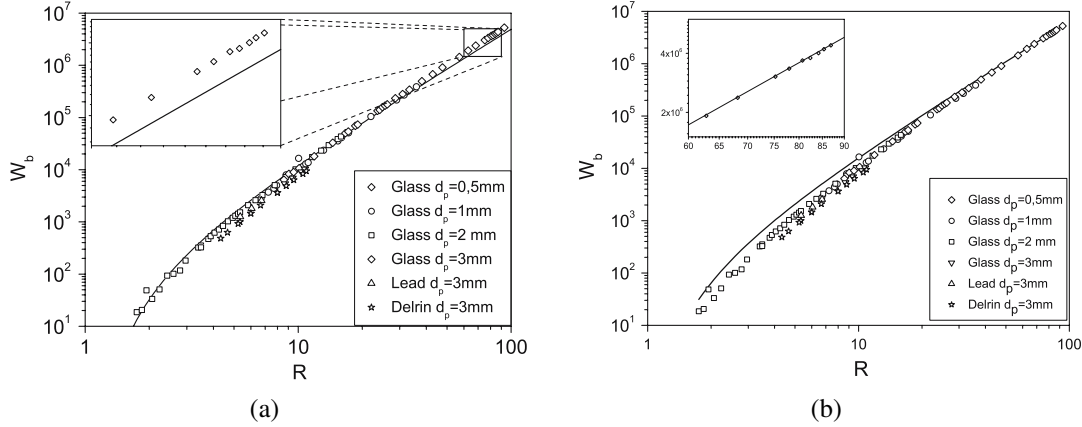 10^7
10^6
10^5
10^4
10^3
10^2
10^1
W_b
1
10
100
R
Glass d_p=0,5mm
Glass d_p=1mm
Glass d_p=2 mm
Glass d_p=3mm
Lead d_p=3mm
Delrin d_p=3mm
(a)
10^7
10^6
10^5
10^4
10^3
10^2
10^1
W_b
4x10^6
2x10^6
60
65
70
75
80
85
90
1
10
100
R
Glass d_p=0,5mm
Glass d_p=1mm
Glass d_p=2 mm
Glass d_p=3mm
Lead d_p=3mm
Delrin d_p=3mm
(b)